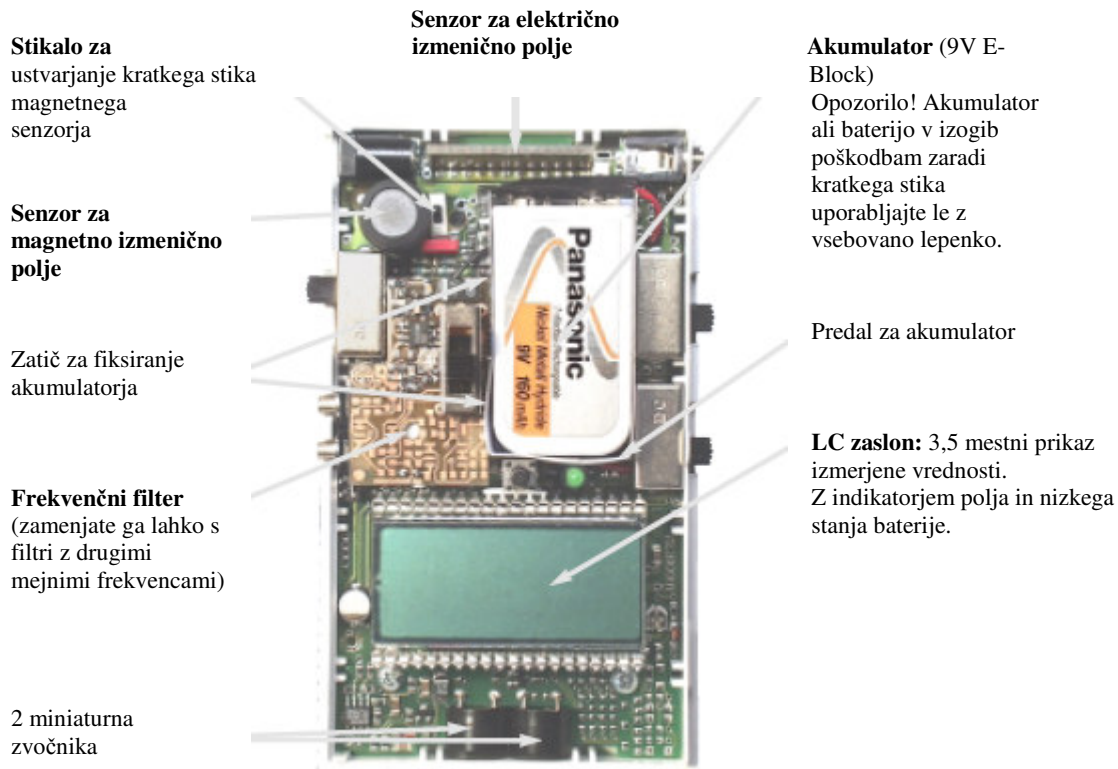 Senzor za električno
izmenično polje
Stikalo za
ustvarjanje kratkega stika
magnetnega
senzorja
Akumulator (9V E-
Block)
Opozorilo! Akumulator
ali baterijo v izogib
poškodbam zaradi
kratkega stika
uporabljajte le z
vsebovano lepenko.
Senzor za
magnetno izmenično
polje
Panasonic
Nickel Metal Hydride
9V 160mAh
Predal za akumulator
Zatič za fiksiranje
akumulatorja
LC zaslon: 3,5 mestni prikaz
izmerjene vrednosti.
Z indikatorjem polja in nizkega
stanja baterije.
Frekvenčni filter
(zamenjate ga lahko s
filtri z drugimi
mejnimi frekvencami)
2 miniaturna
zvočnika